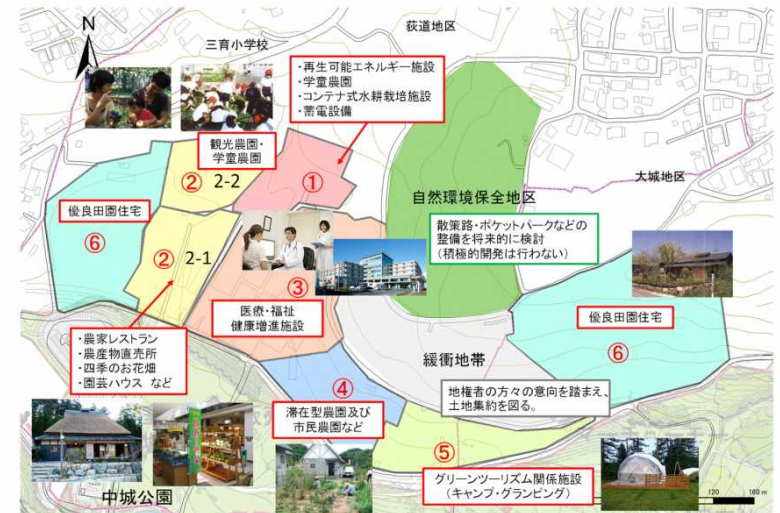 N
三育小学校
荻道地区
・再生可能エネルギー施設
・学童農園
・コンテナ式水耕栽培施設
・蓄電設備
観光農園・
学童農園
② 2-2
①
大城地区
自然環境保全地区
優良田園住宅
⑥
散策路・ポケットパークなどの
整備を将来的に検討
(積極的開発は行わない)
② 2-1
③
医療・福祉
健康増進施設
優良田園住宅
⑥
・農家レストラン
・農産物直売所
・四季のお花畑
・園芸ハウス など
緩衝地帯
④
地権者の方々の意向を踏まえ、
土地集約を図る。
滞在型農園及び
市民農園など
⑤
グリーンツーリズム関係施設
(キャンプ・グランピング)
中城公園
120 160 m